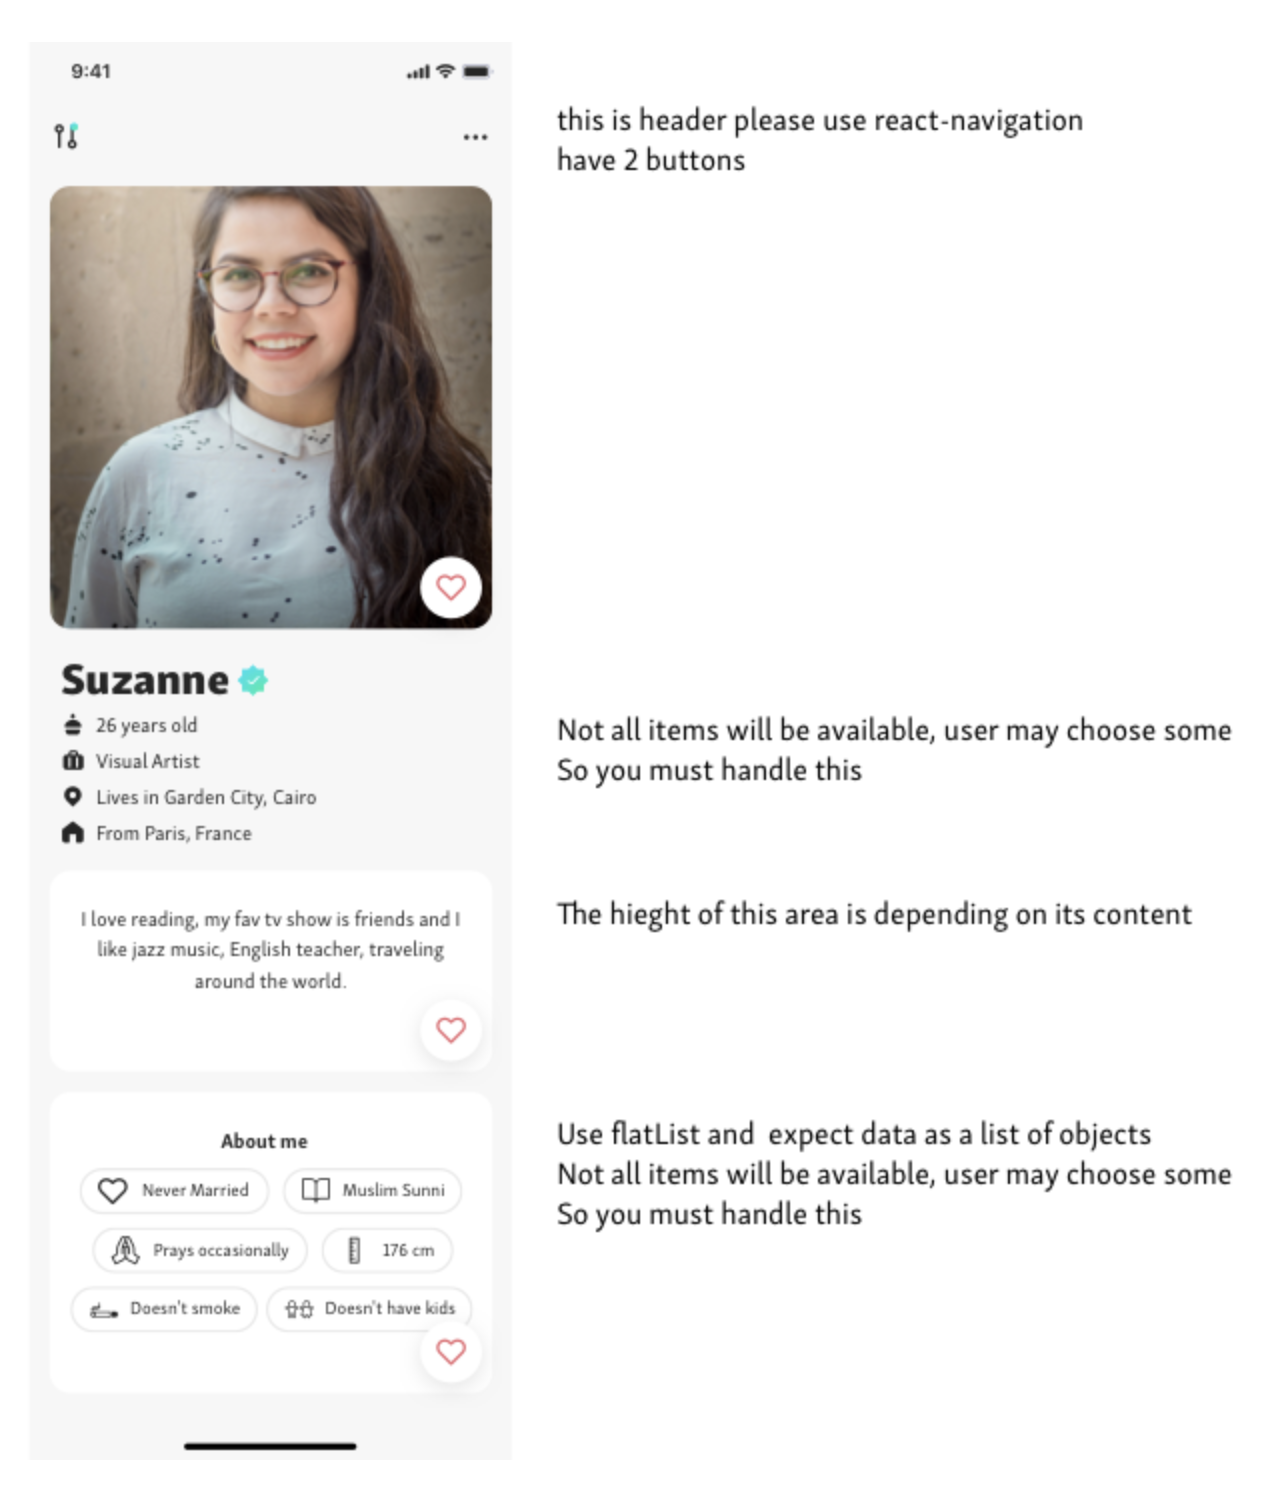 9:41
this is header please use react-navigation
have 2 buttons
Suzanne
26 years old
Visual Artist
Lives in Garden City, Cairo
From Paris, France
Not all items will be available, user may choose some
So you must handle this
I love reading, my fav tv show is friends and I
like jazz music, English teacher, traveling
around the world.
The hieght of this area is depending on its content
About me
Never Married
Muslim Sunni
Prays occasionally
176 cm
Doesn't smoke
Doesn't have kids
Use flatList and  expect data as a list of objects
Not all items will be available, user may choose some
So you must handle this